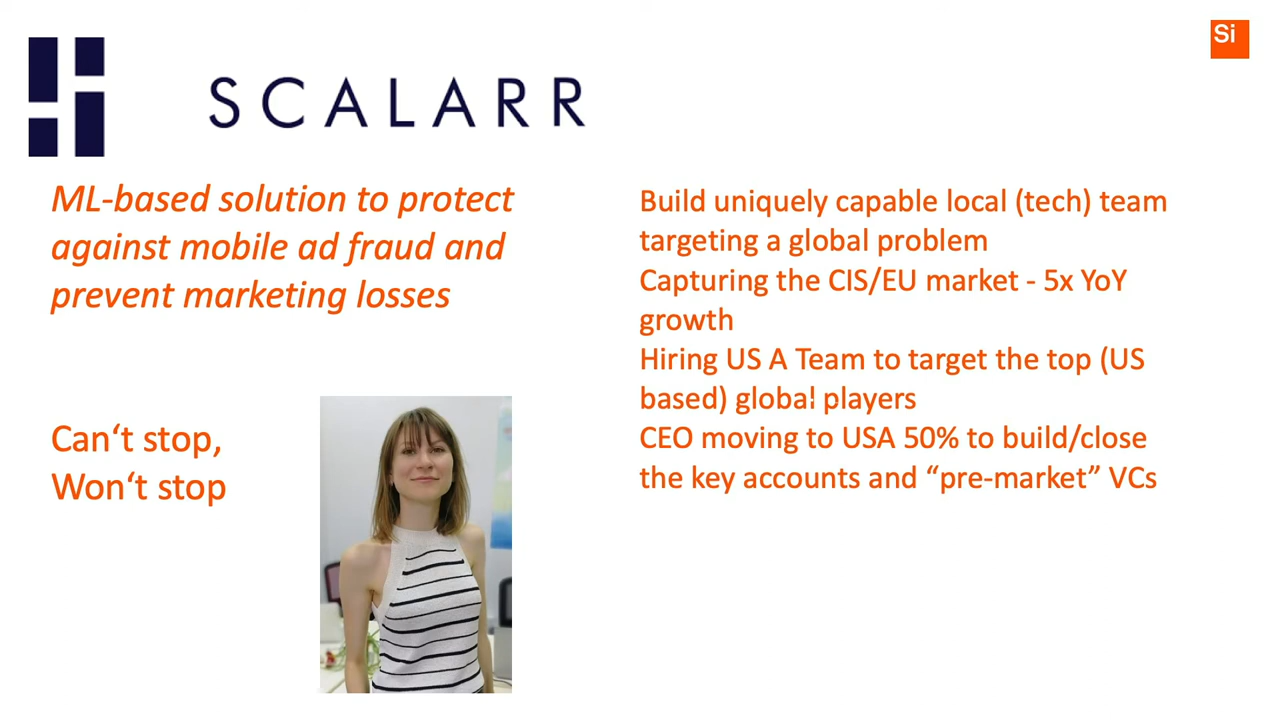 SCALARR
Si
ML-based solution to protect
against mobile ad fraud and
prevent marketing losses
Can‘t stop,
Won‘t stop
Build uniquely capable local (tech) team
targeting a global problem
Capturing the CIS/EU market - 5x YoY
growth
Hiring US A Team to target the top (US
based) global players
CEO moving to USA 50% to build/close
the key accounts and “pre-market” VCs